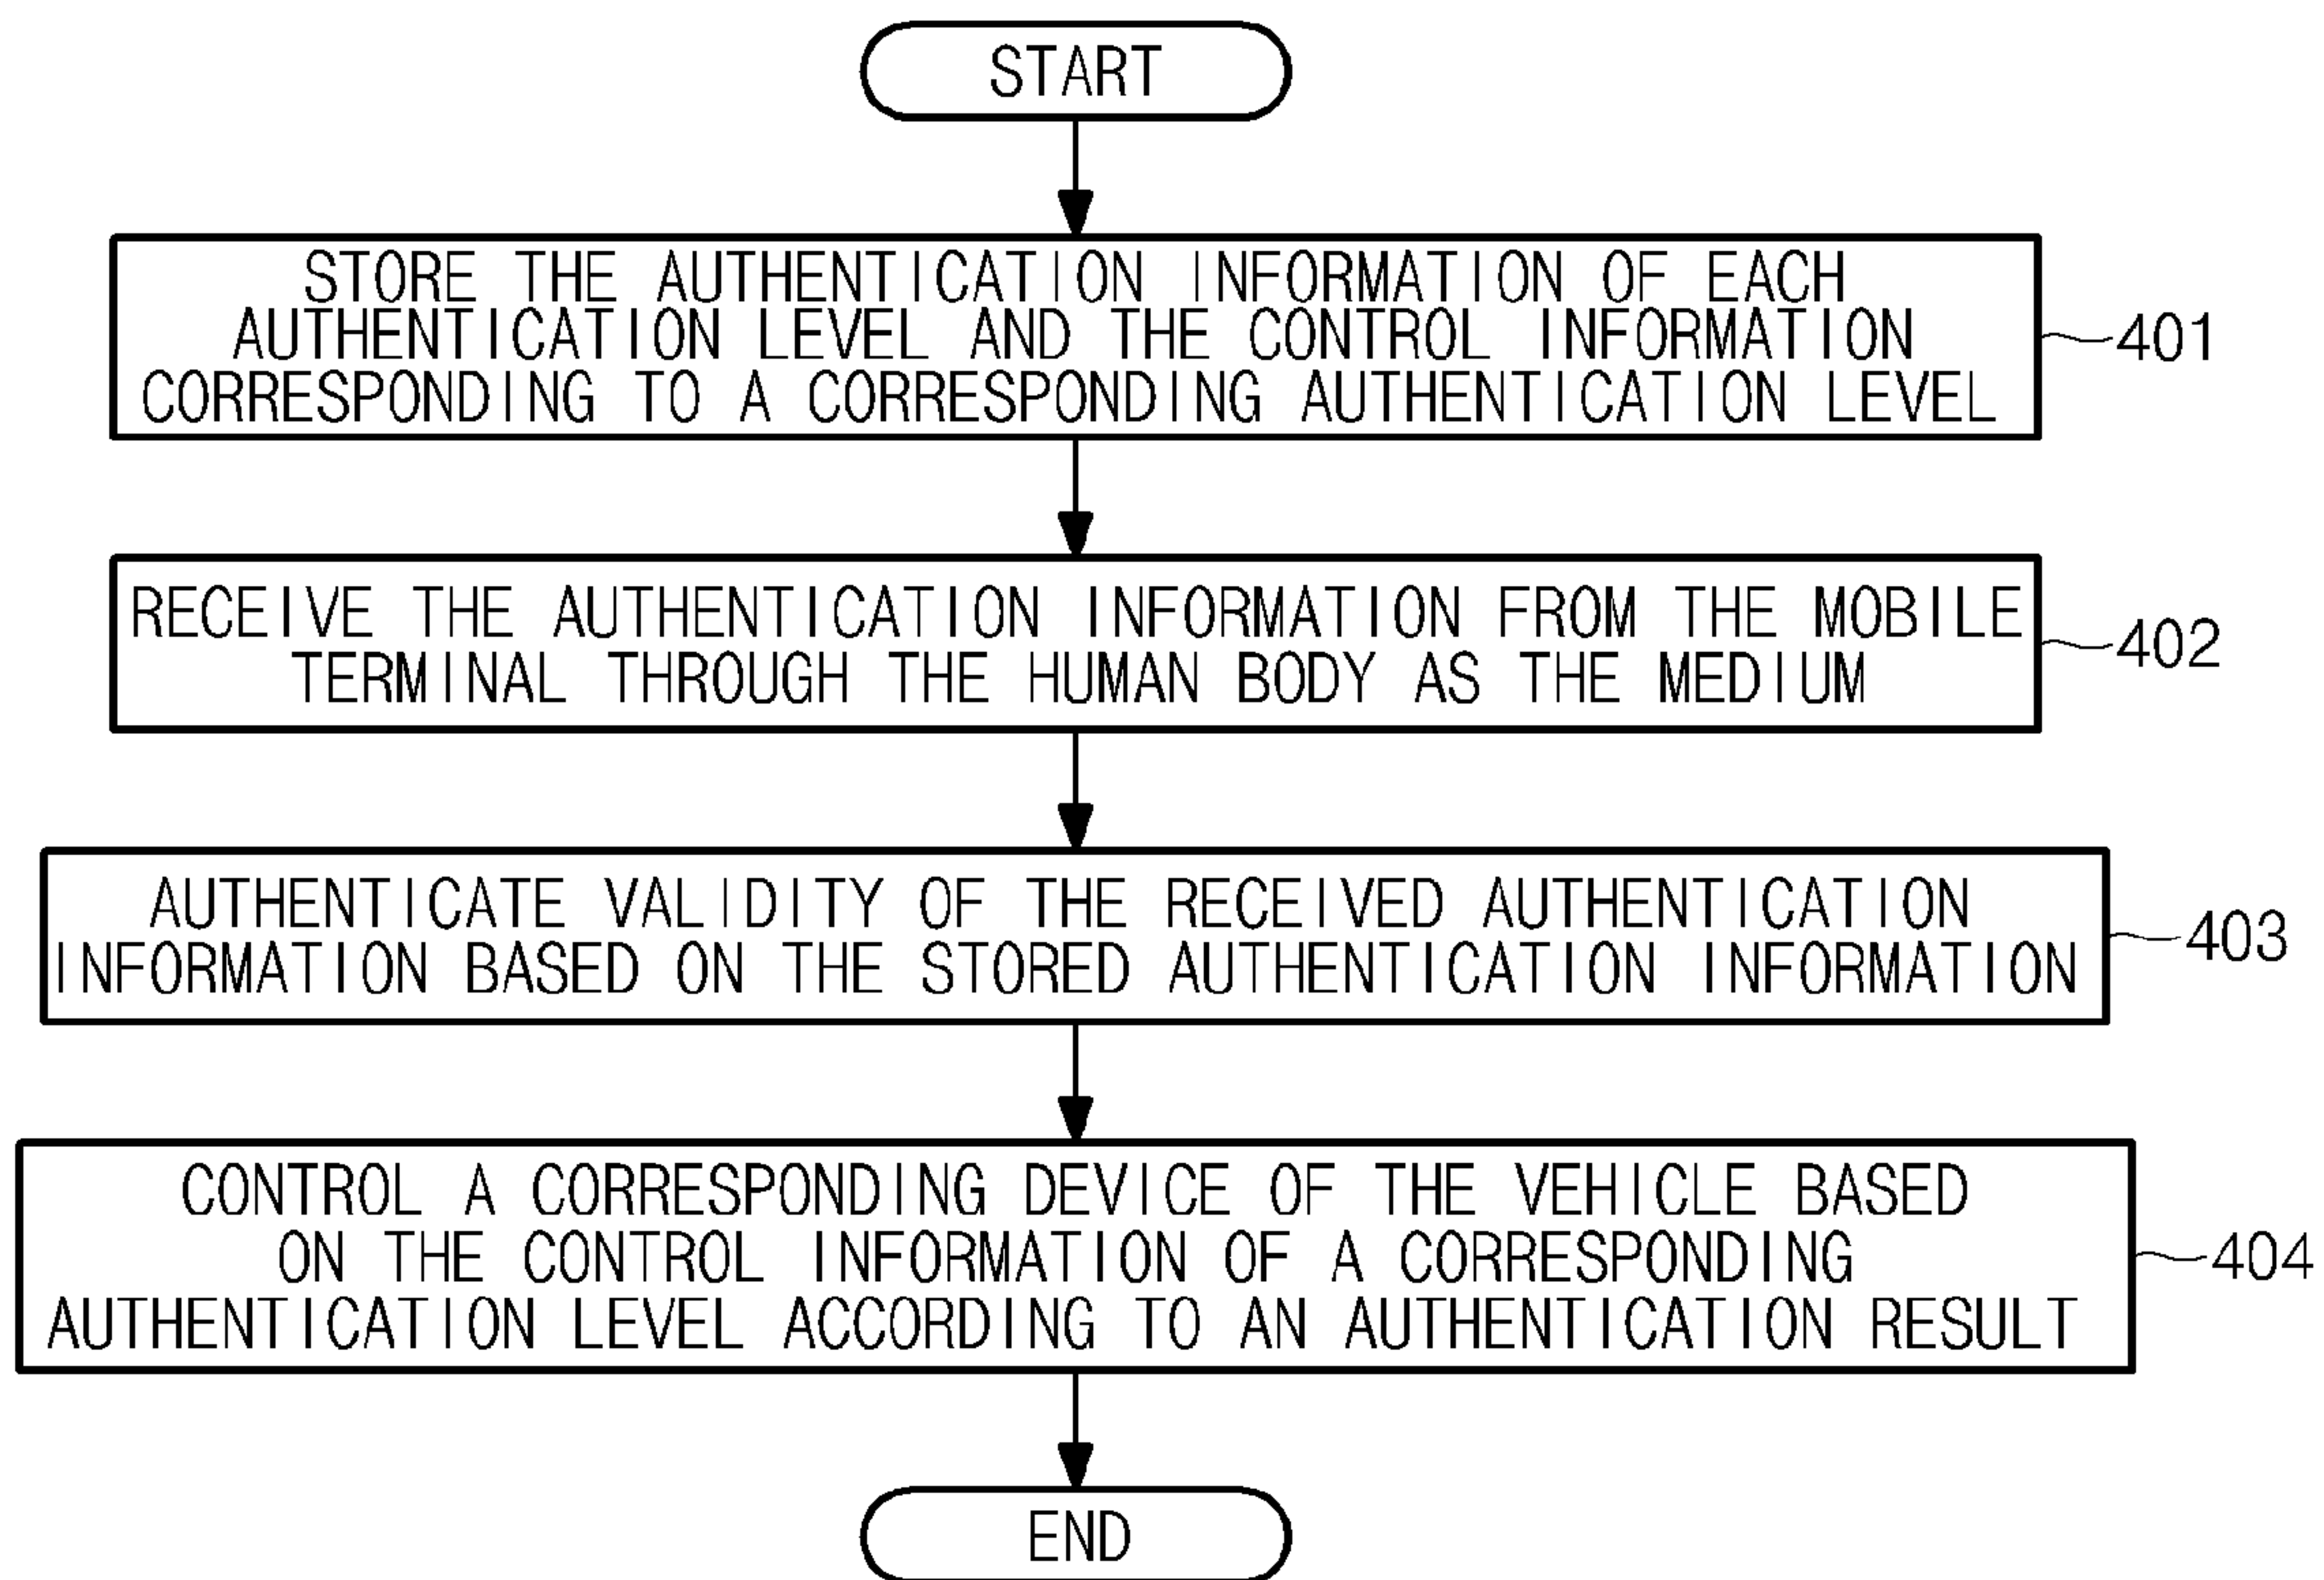 START
STORE THE AUTHENTICATION INFORMATION OF EACH
AUTHENTICATION LEVEL AND THE CONTROL INFORMATION
CORRESPONDING TO A CORRESPONDING AUTHENTICATION LEVEL
401
RECEIVE THE AUTHENTICATION INFORMATION FROM THE MOBILE
TERMINAL THROUGH THE HUMAN BODY AS THE MEDIUM
402
AUTHENTICATE VALIDITY OF THE RECEIVED AUTHENTICATION
INFORMATION BASED ON THE STORED AUTHENTICATION INFORMATION
403
CONTROL A CORRESPONDING DEVICE OF THE VEHICLE BASED
ON THE CONTROL INFORMATION OF A CORRESPONDING
AUTHENTICATION LEVEL ACCORDING TO AN AUTHENTICATION RESULT
404
END